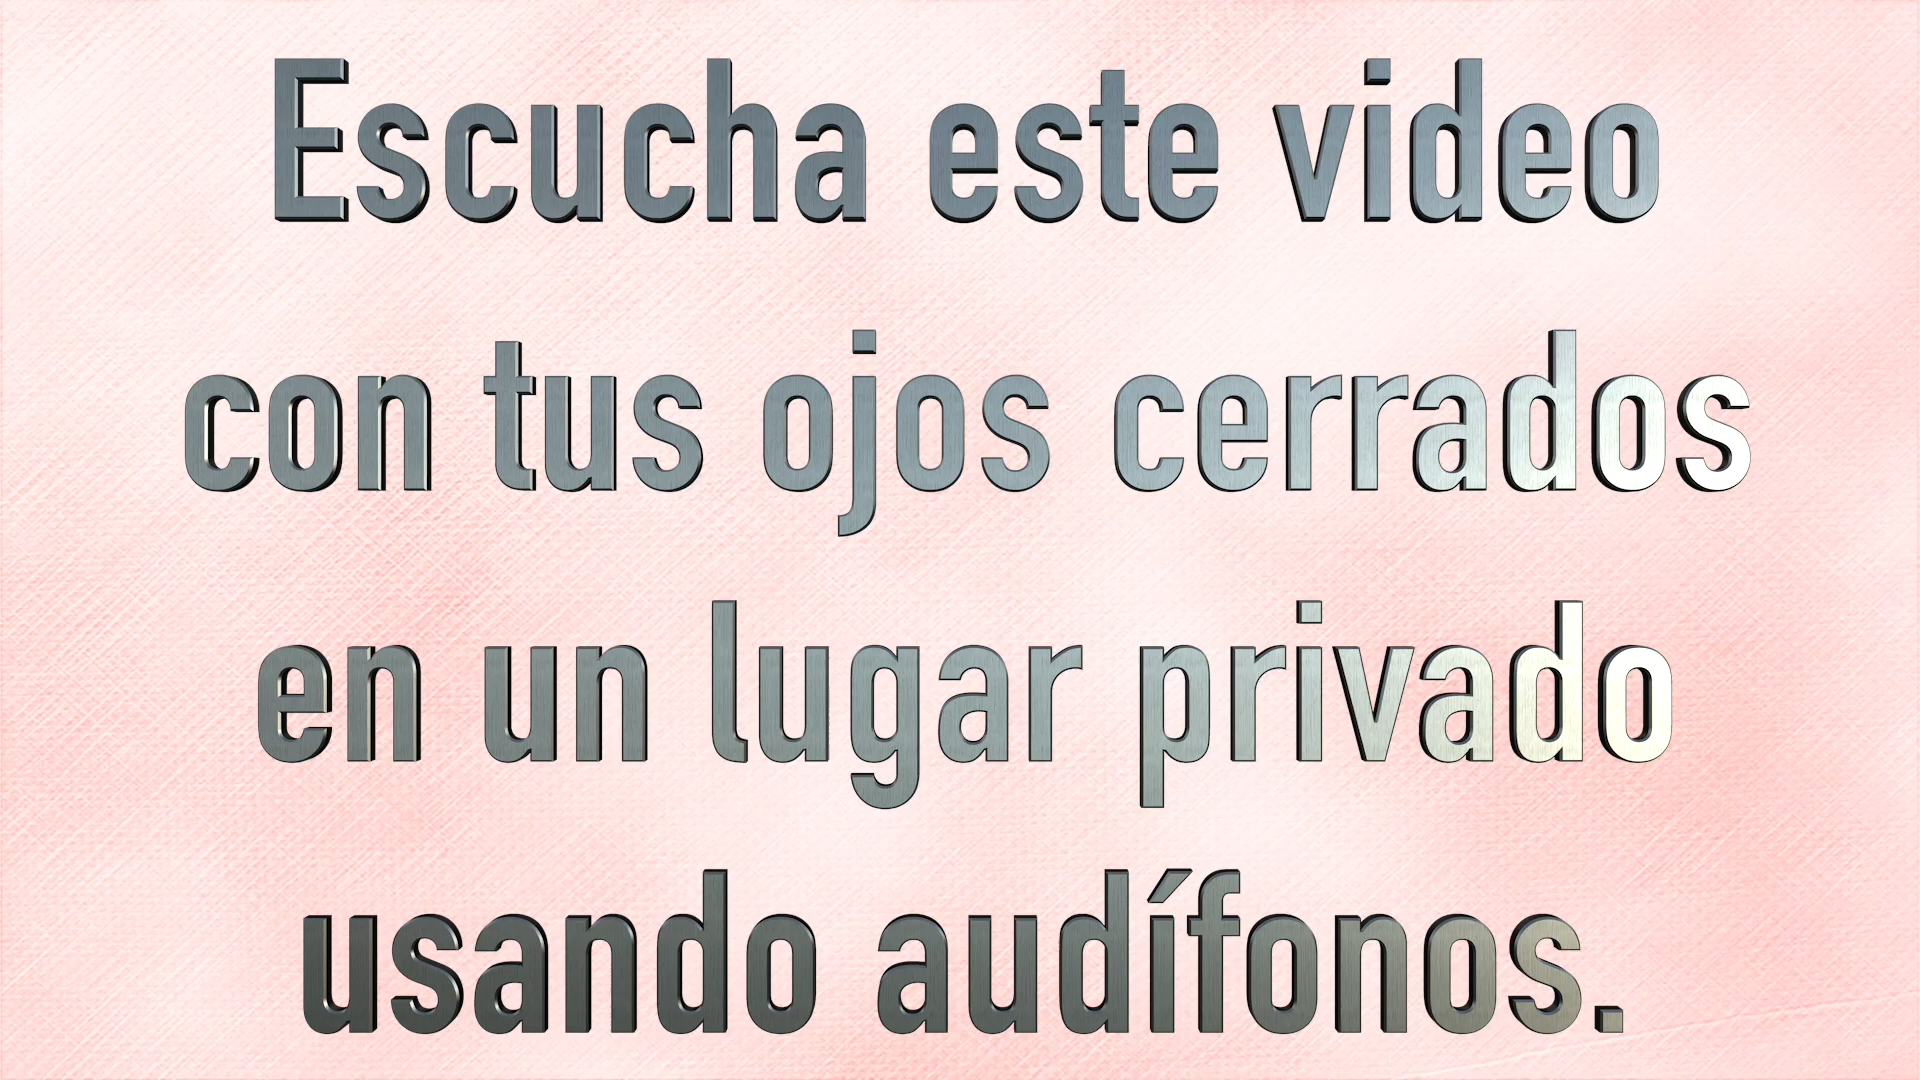 Escucha este video
con tus ojos cerrados
en un lugar privado
usando audífonos.